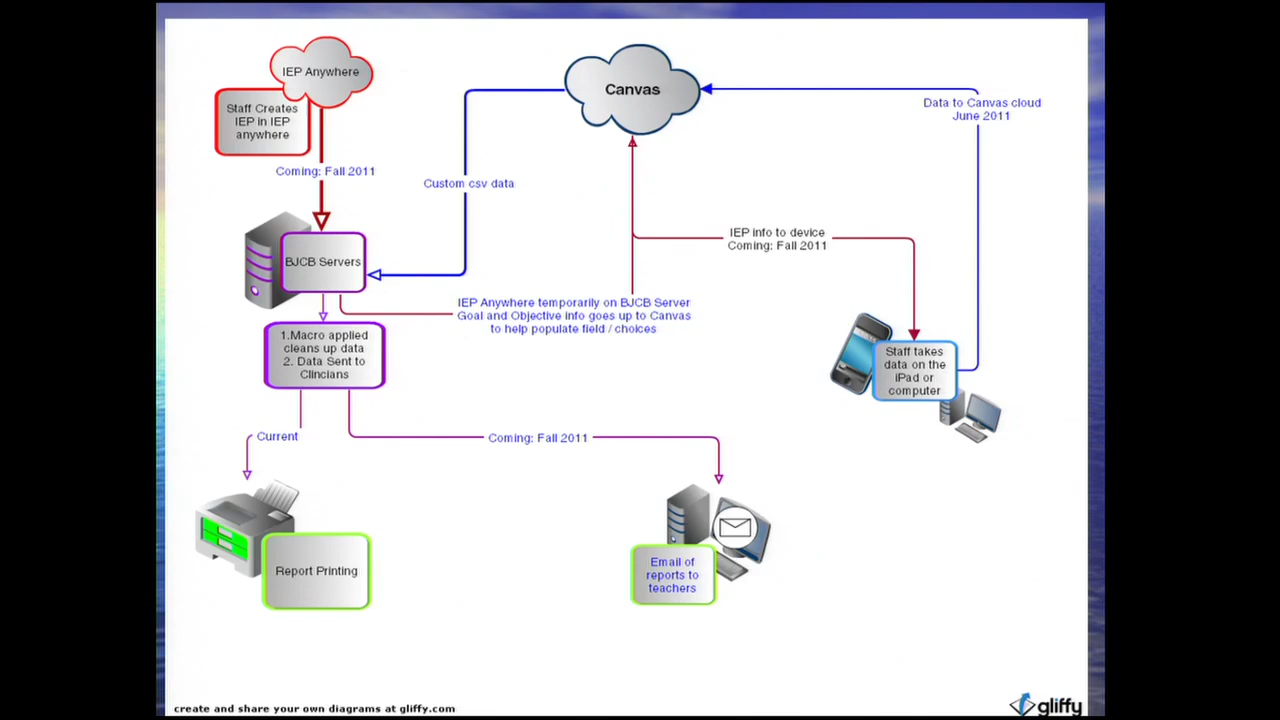 IEP Anywhere
Staff Creates
IEP in IEP
anywhere
Canvas
Data to Canvas cloud
June 2011
Coming: Fall 2011
Custom csv data
IEP info to device
Coming: Fall 2011
BJCB Servers
IEP Anywhere temporarily on BJCB Server
Goal and Objective info goes up to Canvas
to help populate field / choices
1.Macro applied
cleans up data
2. Data Sent to
Clincians
Staff takes
data on the
iPad or
computer
Current
Coming: Fall 2011
Report Printing
Email of
reports to
teachers
create and share your own diagrams at gliffy.com
gliffy